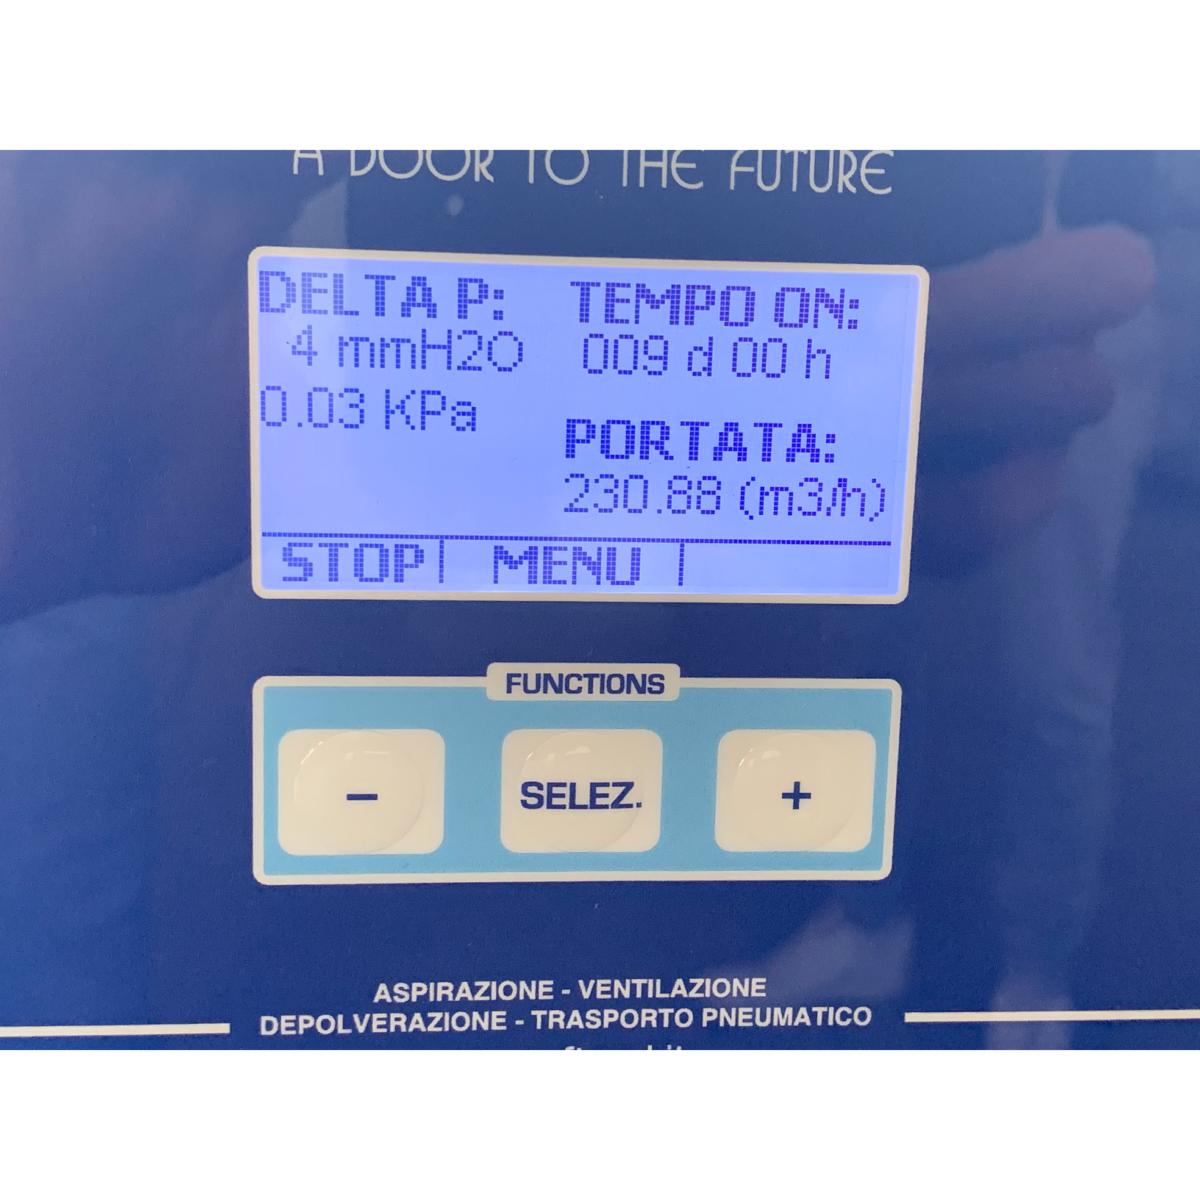 A DOOR TO THE FUTURE
DELTA P:
4 mmH2O
0.03 KPa
TEMPO ON:
009 d 00 h
PORTATA:
230.88 (m3/h)
STOP| MENU |
FUNCTIONS
− SELEZ. +
ASPIRAZIONE - VENTILAZIONE
DEPOLVERAZIONE - TRASPORTO PNEUMATICO